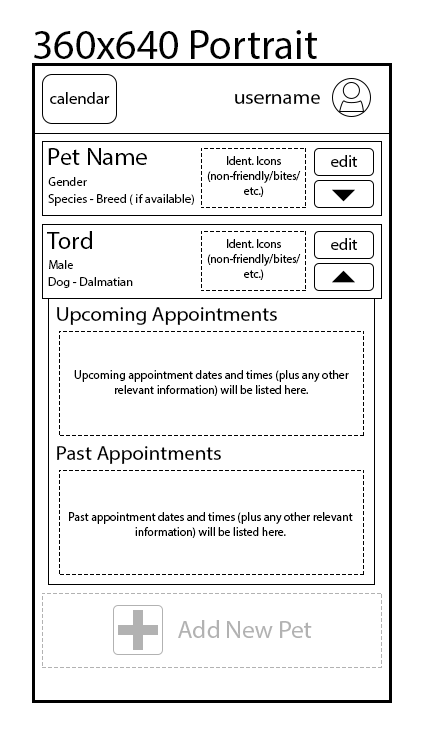 360x640 Portrait
calendar
username
Pet Name
Gender
Species - Breed ( if available)
Ident. Icons
(non-friendly/bites/
etc.)
edit
Tord
Male
Dog - Dalmatian
Ident. Icons
(non-friendly/bites/
etc.)
edit
Upcoming Appointments
Upcoming appointment dates and times (plus any other
relevant information) will be listed here.
Past Appointments
Past appointment dates and times (plus any other relevant
information) will be listed here.
Add New Pet